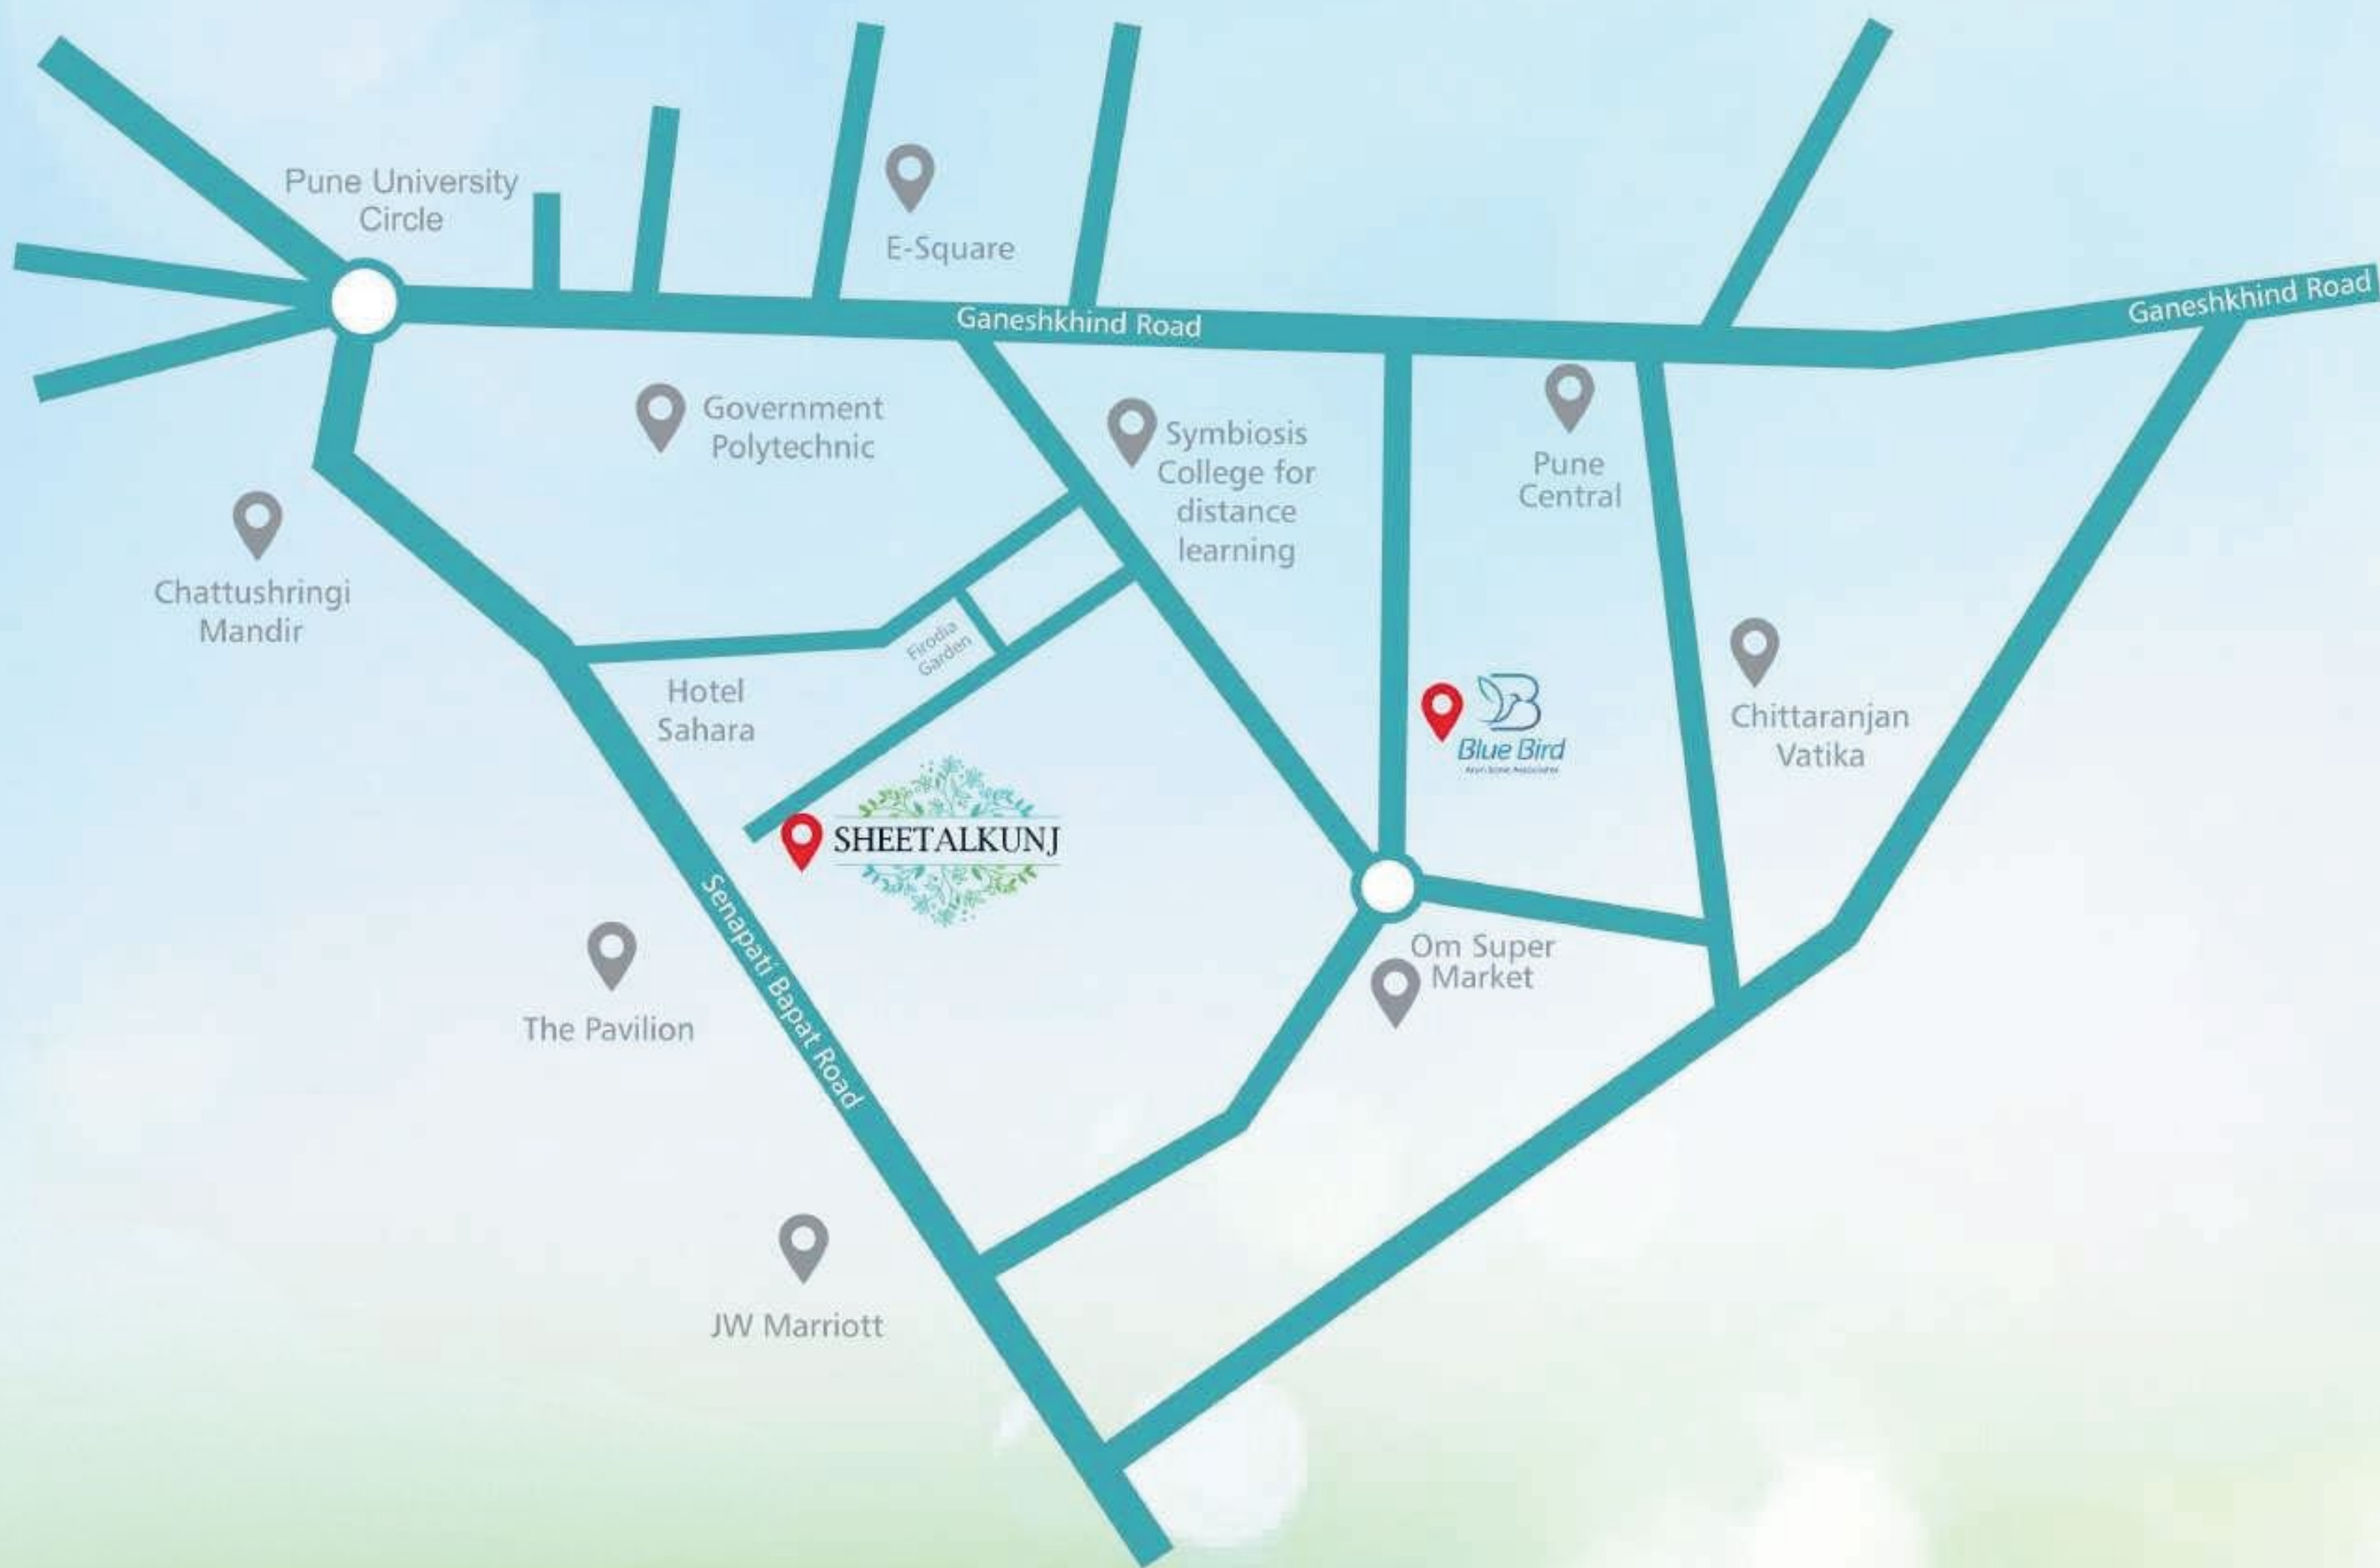 Pune University
Circle
E-Square
Ganeshkhind Road
Ganeshkhind Road
Government
Polytechnic
Symbiosis
College for
distance
learning
Pune
Central
Chattushringi
Mandir
Firodia
Garden
Hotel
Sahara
B
Blue Bird
Chittaranjan
Vatika
SHEETALKUNJ
Senapati Bapat Road
Om Super
Market
The Pavilion
JW Marriott